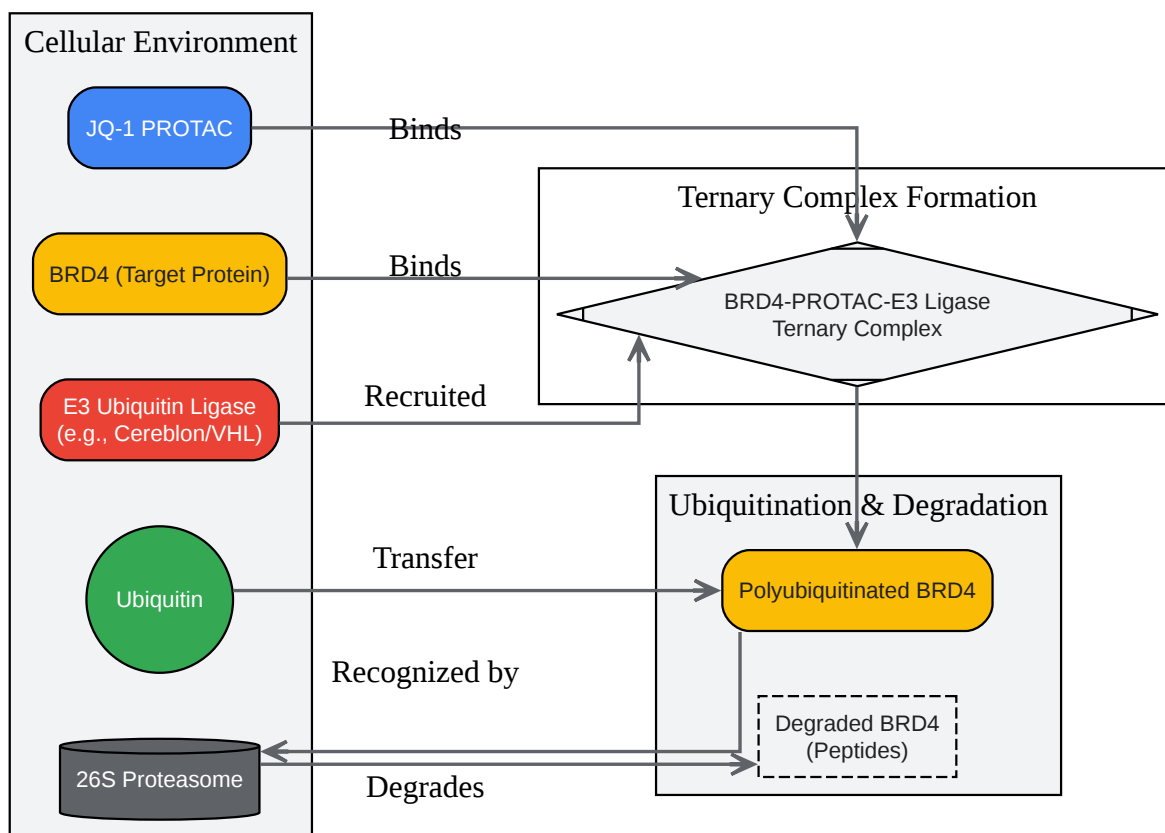 Cellular Environment
JQ-1 PROTAC
Binds
Ternary Complex Formation
BRD4 (Target Protein)
Binds
BRD4-PROTAC-E3 Ligase
Ternary Complex
E3 Ubiquitin Ligase
(e.g., Cereblon/VHL)
Recruited
Ubiquitination & Degradation
Ubiquitin
Transfer
Polyubiquitinated BRD4
Recognized by
Degraded BRD4
(Peptides)
26S Proteasome
Degrades